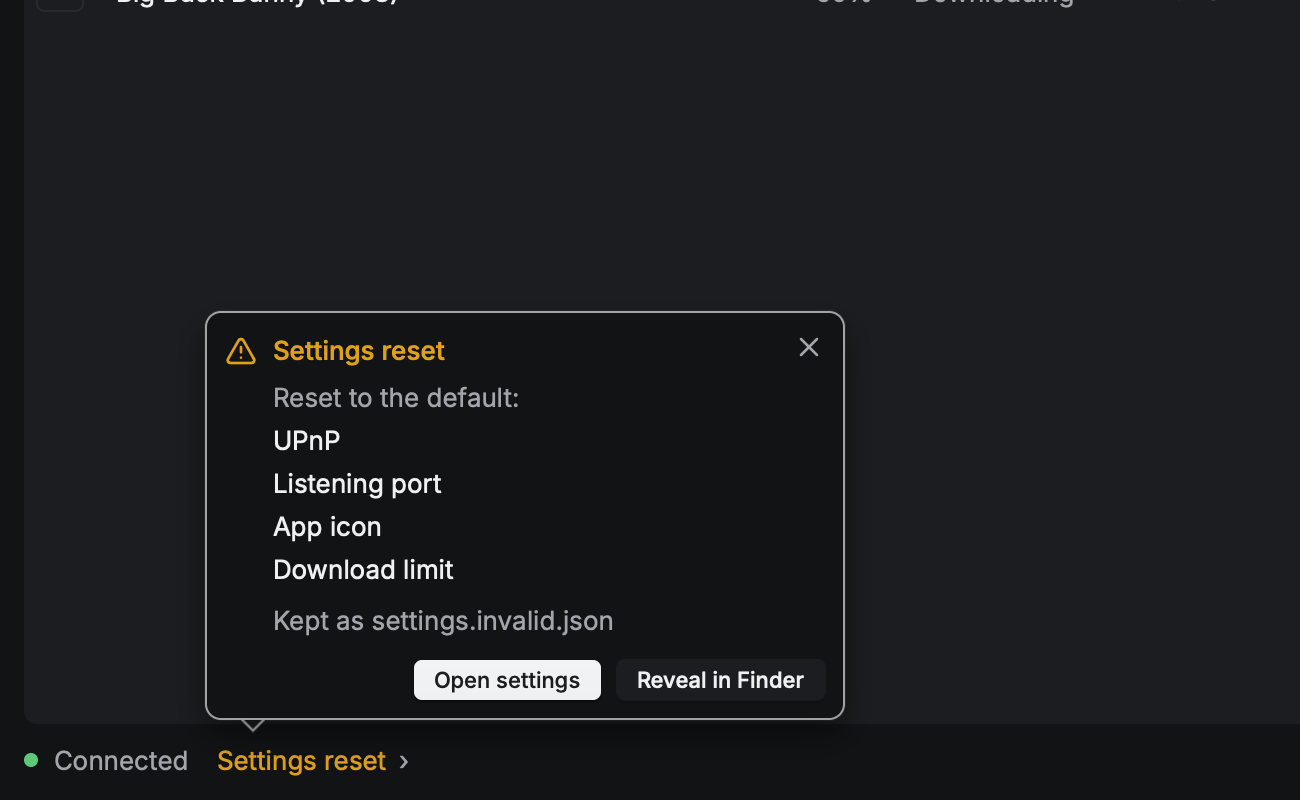 Settings reset
Reset to the default:
UPnP
Listening port
App icon
Download limit
Kept as settings.invalid.json
Open settings
Reveal in Finder
Connected
Settings reset ›